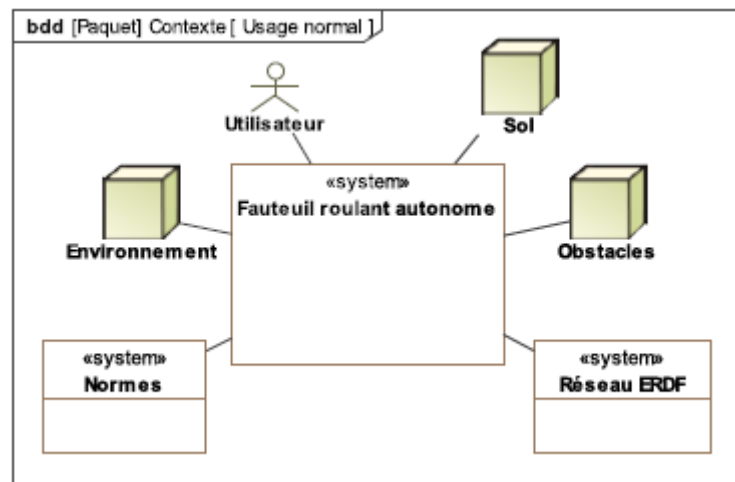 bdd [Paquet] Contexte [ Usage normal ]
Utilisateur
Sol
«system»
Fauteuil roulant autonome
Environnement
Obstacles
«system»
Normes
«system»
Réseau ERDF